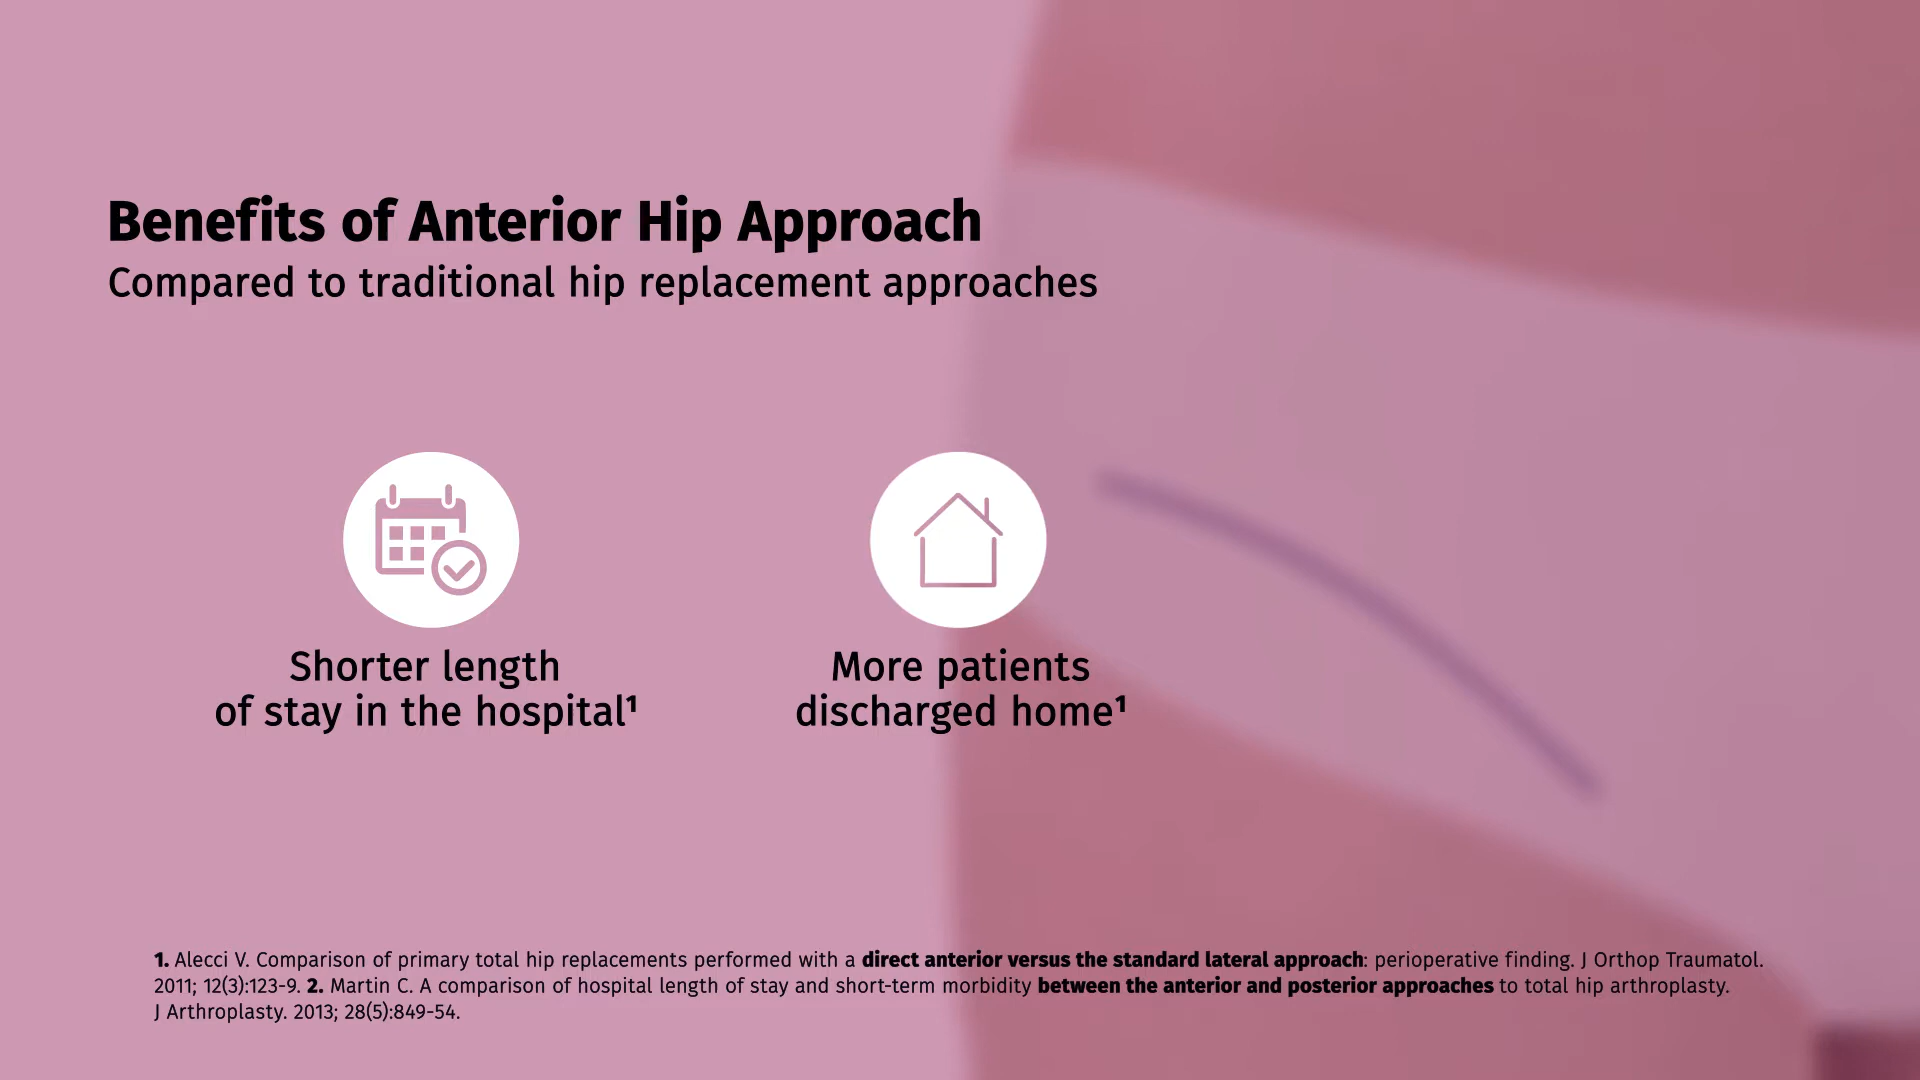 Benefits of Anterior Hip Approach
Compared to traditional hip replacement approaches
Shorter length
of stay in the hospital¹
More patients
discharged home¹
1. Alecci V. Comparison of primary total hip replacements performed with a direct anterior versus the standard lateral approach: perioperative finding. J Orthop Traumatol.
2011; 12(3):123-9. 2. Martin C. A comparison of hospital length of stay and short-term morbidity between the anterior and posterior approaches to total hip arthroplasty.
J Arthroplasty. 2013; 28(5):849-54.